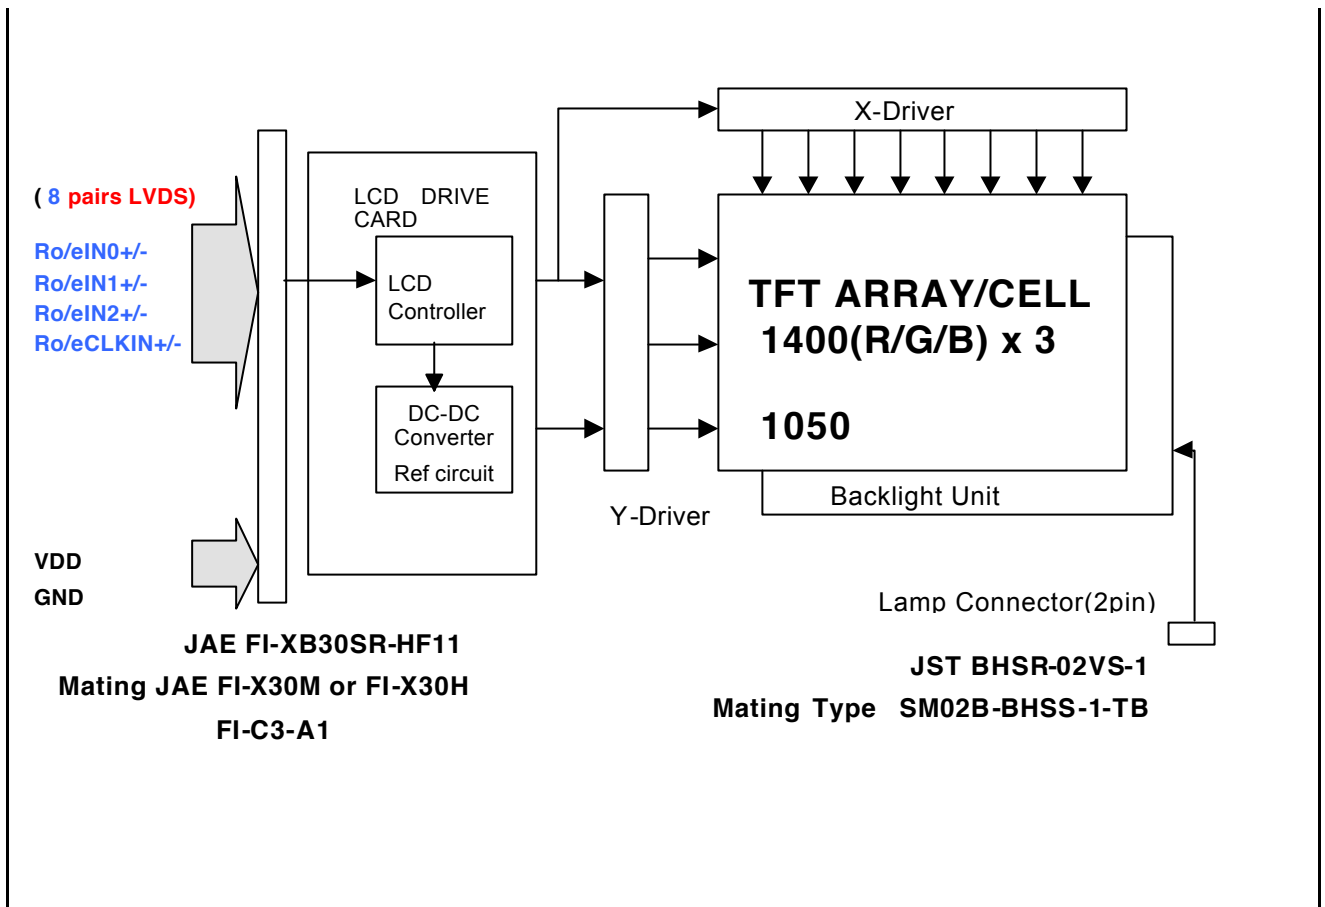 X-Driver
( 8 pairs LVDS)
Ro/eIN0+/-
Ro/eIN1+/-
Ro/eIN2+/-
Ro/eCLKIN+/-
LCD DRIVE
CARD
LCD
Controller
DC-DC
Converter
Ref circuit
TFT ARRAY/CELL
1400(R/G/B) x 3
1050
Backlight Unit
Y-Driver
VDD
GND
Lamp Connector(2pin)
JAE FI-XB30SR-HF11
Mating JAE FI-X30M or FI-X30H
FI-C3-A1
JST BHSR-02VS-1
Mating Type SM02B-BHSS-1-TB